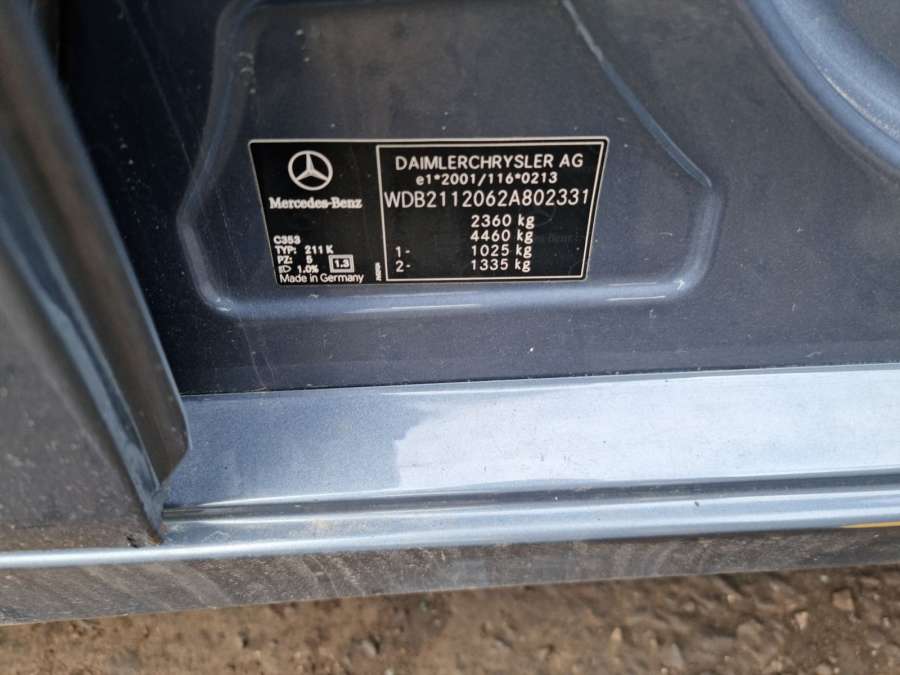 Mercedes-Benz
C353
TYP: 211 K
PZ: 5
1.0% 1.3
Made in Germany
DAIMLERCHRYSLER AG
e1*2001/116*0213
WDB2112062A802331
2360 kg
4460 kg
1- 1025 kg
2- 1335 kg